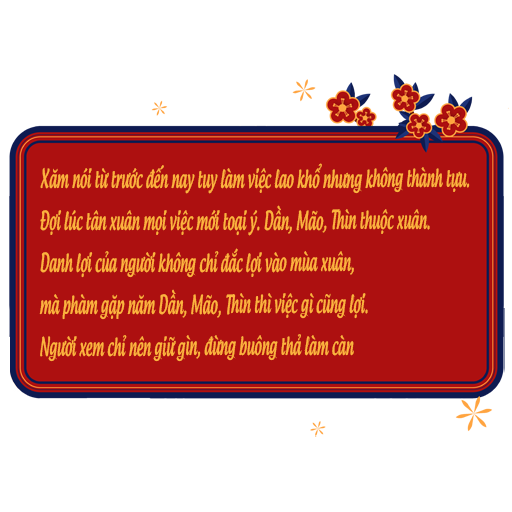 Xăm nói từ trước đến nay tuy làm việc lao khổ nhưng không thành tựu.
Đợi lúc tân xuân mọi việc mới toại ý. Dần, Mão, Thìn thuộc xuân.
Danh lợi của người không chỉ đắc lợi vào mùa xuân,
mà phàm gặp năm Dần, Mão, Thìn thì việc gì cũng lợi.
Người xem chỉ nên giữ gìn, đừng buông thả làm càn